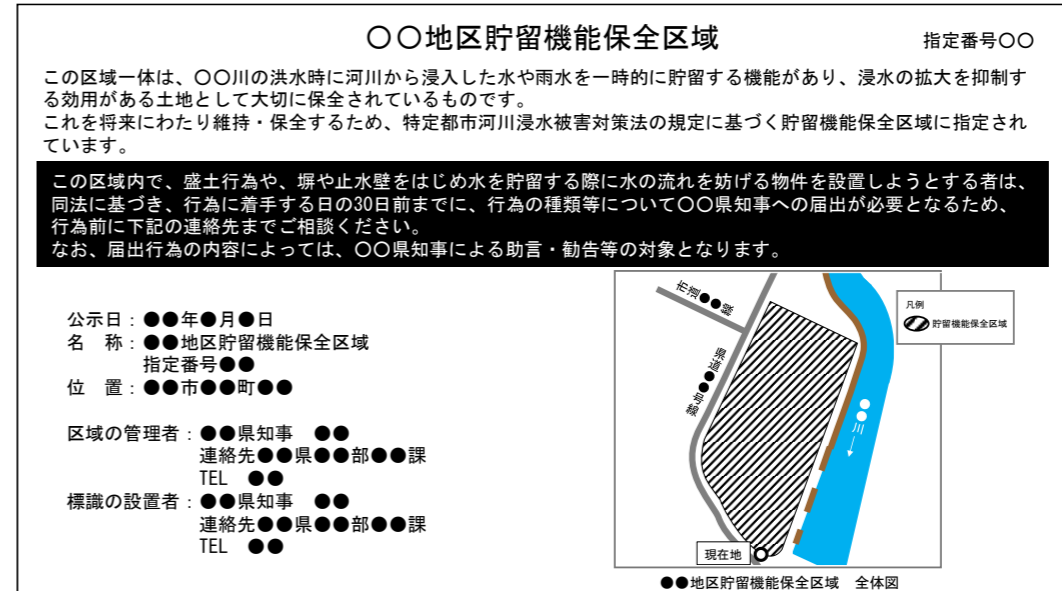 〇〇地区貯留機能保全区域
指定番号〇〇
この区域一体は、〇〇川の洪水時に河川から浸入した水や雨水を一時的に貯留する機能があり、浸水の拡大を抑制す
る効用がある土地として大切に保全されているものです。
これを将来にわたり維持・保全するため、特定都市河川浸水被害対策法の規定に基づく貯留機能保全区域に指定され
ています。
この区域内で、盛土行為や、塀や止水壁をはじめ水を貯留する際に水の流れを妨げる物件を設置しようとする者は、
同法に基づき、行為に着手する日の30日前までに、行為の種類等について〇〇県知事への届出が必要となるため、
行為前に下記の連絡先までご相談ください。
なお、届出行為の内容によっては、〇〇県知事による助言・勧告等の対象となります。
公示日：●●年●月●日
名　称：●●地区貯留機能保全区域
指定番号●●
位　置：●●市●●町●●
区域の管理者：●●県知事　●●
連絡先●●県●●部●●課
TEL　●●
標識の設置者：●●県知事　●●
連絡先●●県●●部●●課
TEL　●●
市道●●線
県道●●号線
●●川
凡例
貯留機能保全区域
現在地
●●地区貯留機能保全区域　全体図